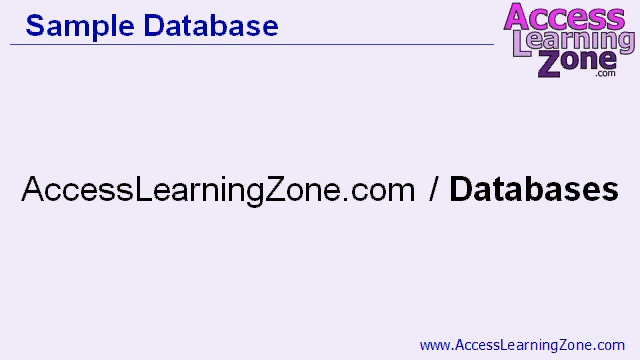 Sample Database
Access
Learning
Zone
.com
AccessLearningZone.com / Databases
www.AccessLearningZone.com